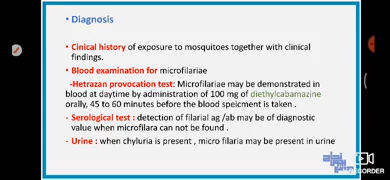 • Diagnosis
• Clinical history of exposure to mosquitoes together with clinical
findings.
• Blood examination for microfilariae
-Hetrazan provocation test: Microfilariae may be demonstrated in
blood at daytime by administration of 100 mg of diethylcabamazine
orally, 45 to 60 minutes before the blood speicment is taken .
- Serological test : detection of filarial ag /ab may be of diagnostic
value when microfilara can not be found .
- Urine : when chyluria is present , micro filaria may be present in urine